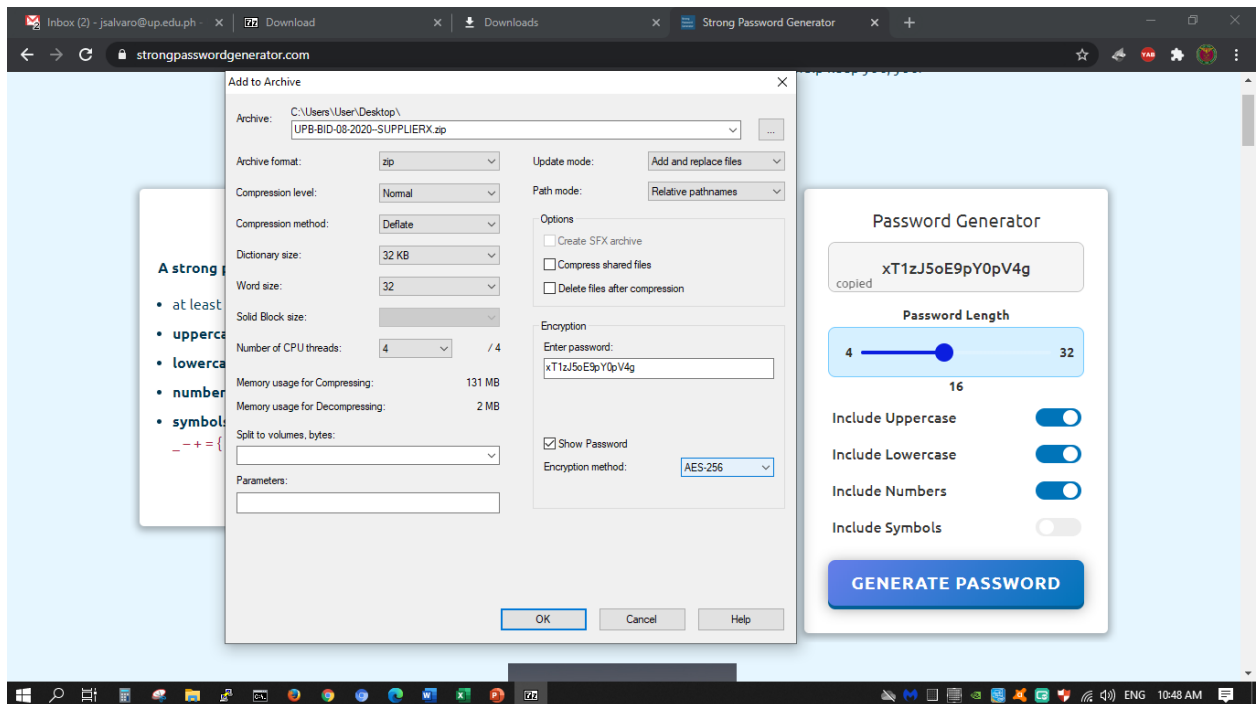 Inbox (2) - jsalvaro@up.edu.ph -
Download
Downloads
Strong Password Generator
strongpasswordgenerator.com
Add to Archive
Archive:
C:\Users\User\Desktop\
UPB-BID-08-2020--SUPPLIERX.zip
...
Archive format:
zip
Compression level:
Normal
Compression method:
Deflate
Dictionary size:
32 KB
Word size:
32
Solid Block size:
Number of CPU threads:
4
/ 4
Memory usage for Compressing:
131 MB
Memory usage for Decompressing:
2 MB
Split to volumes, bytes:
Parameters:
Update mode:
Add and replace files
Path mode:
Relative pathnames
Options
Create SFX archive
Compress shared files
Delete files after compression
Encryption
Enter password:
xT1zJ5oE9pY0pV4g
Show Password
Encryption method:
AES-256
OK
Cancel
Help
A strong
• at least
• upperca
• lowerca
• number
• symbols
_-+={
Password Generator
xT1zJ5oE9pY0pV4g
copied
Password Length
4
32
16
Include Uppercase
Include Lowercase
Include Numbers
Include Symbols
GENERATE PASSWORD
ENG
10:48 AM